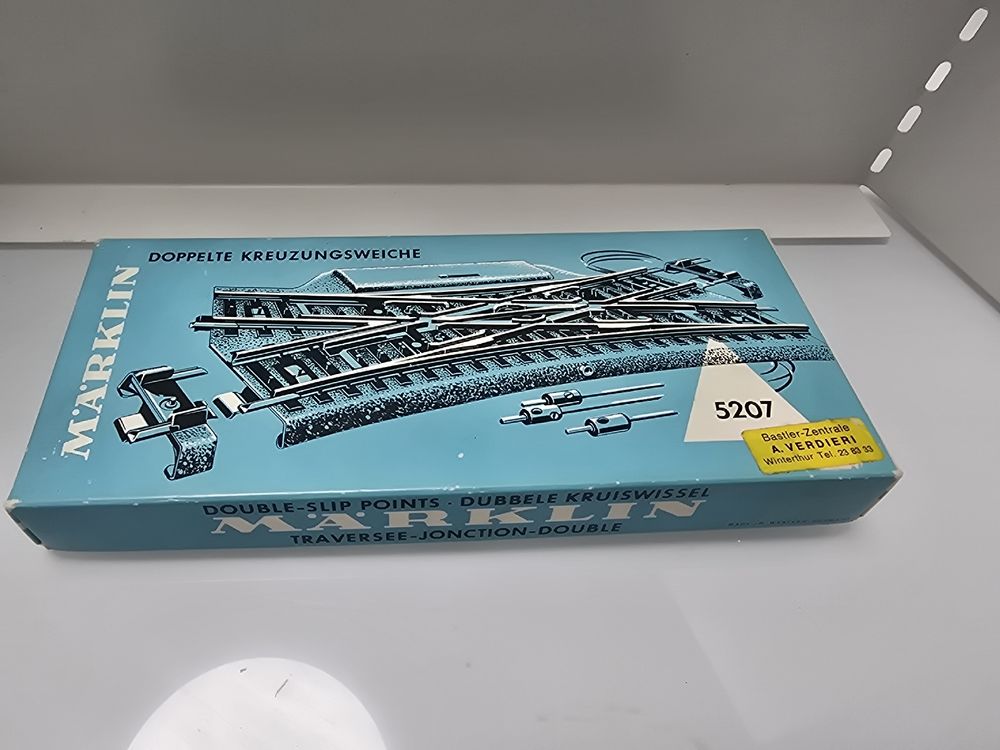 DOPPELTE KREUZUNGSWEICHE
MÄRKLIN
5207
Bastler-Zentrale
A. VERDIERI
Winterthur Tel. 23 83 33
DOUBLE-SLIP POINTS · DUBBELE KRUISWISSEL
MÄRKLIN
TRAVERSEE-JONCTION-DOUBLE